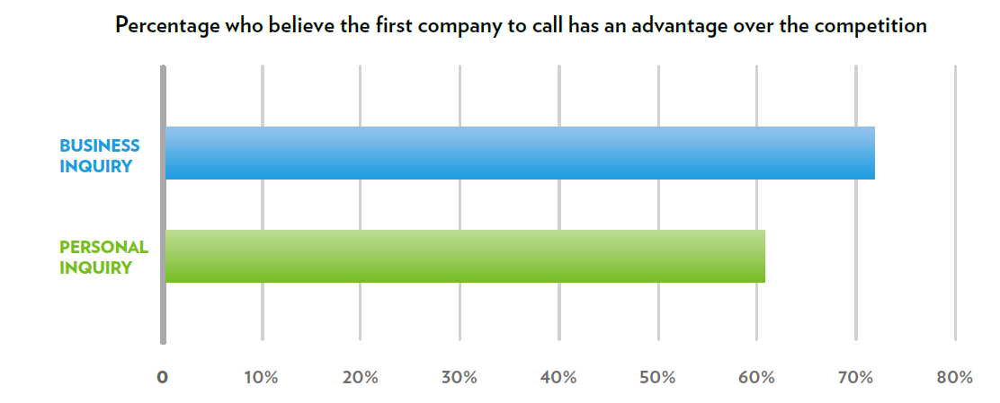 Percentage who believe the first company to call has an advantage over the competition
BUSINESS
INQUIRY
PERSONAL
INQUIRY
0 10% 20% 30% 40% 50% 60% 70% 80%